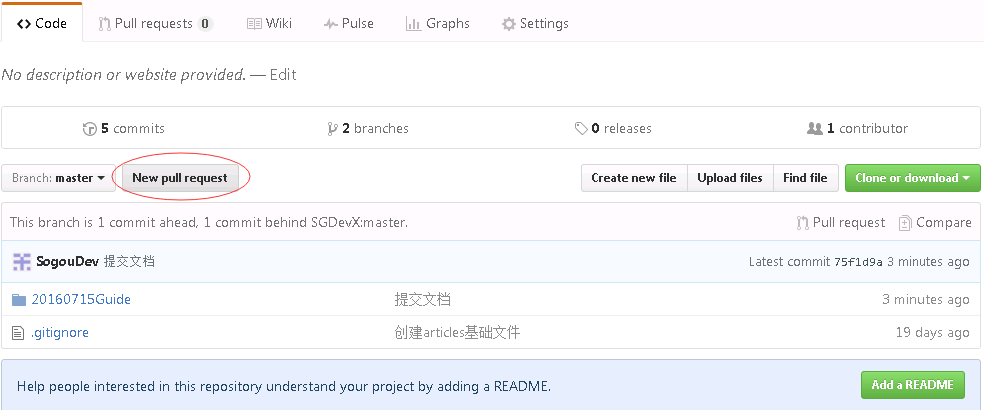 Code Pull requests 0 Wiki Pulse Graphs Settings
No description or website provided. — Edit
5 commits 2 branches 0 releases 1 contributor
Branch: master New pull request Create new file Upload files Find file Clone or download
This branch is 1 commit ahead, 1 commit behind SGDevX:master. Pull request Compare
SogouDev 提交文档 Latest commit 75f1d9a 3 minutes ago
20160715Guide 提交文档 3 minutes ago
.gitignore 创建articles基础文件 19 days ago
Help people interested in this repository understand your project by adding a README. Add a README